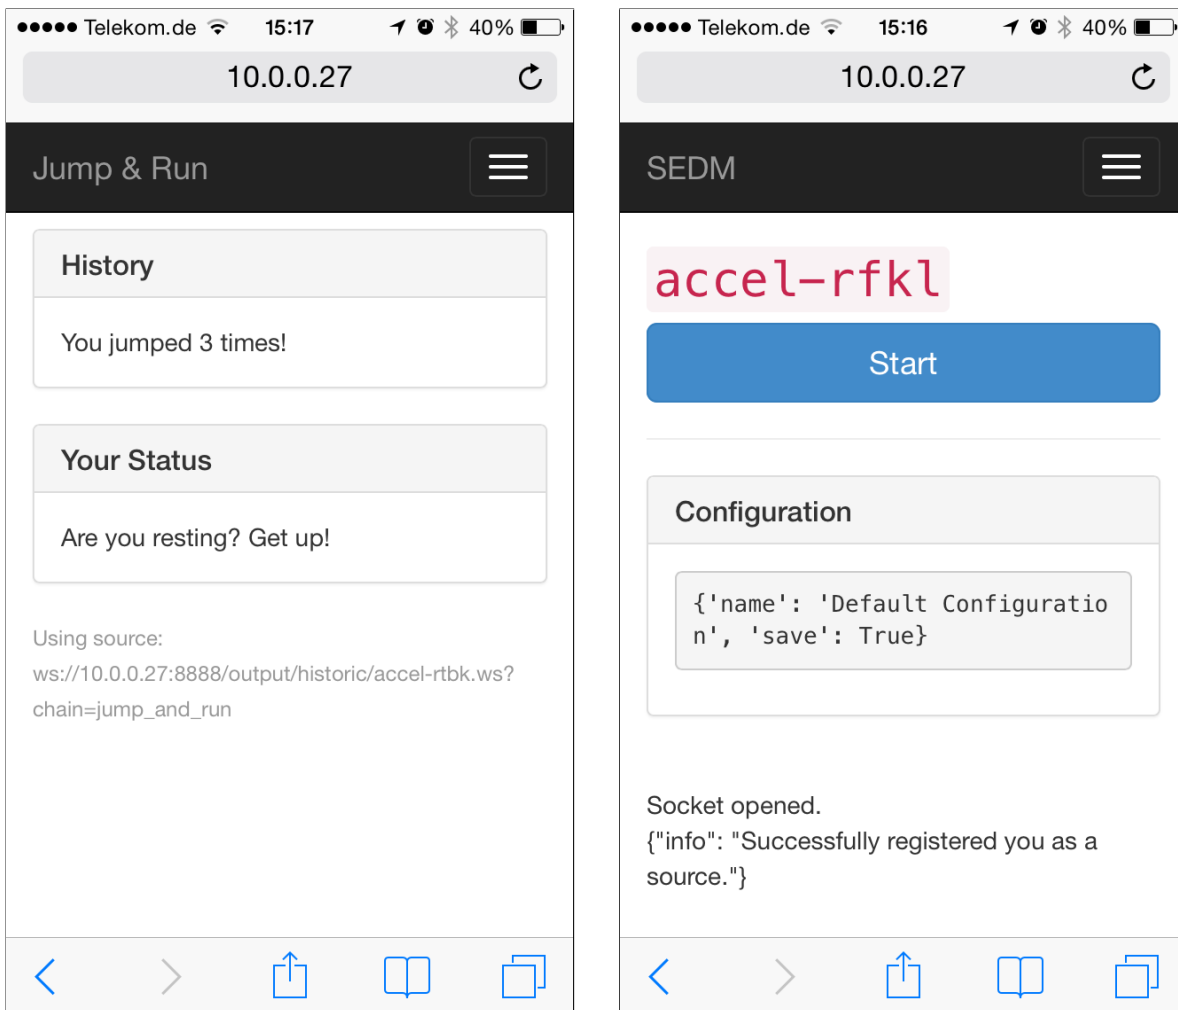 Telekom.de 15:17 40%
10.0.0.27
Jump & Run
History
You jumped 3 times!
Your Status
Are you resting? Get up!
Using source:
ws://10.0.0.27:8888/output/historic/accel-rtbk.ws?
chain=jump_and_run
Telekom.de 15:16 40%
10.0.0.27
SEDM
accel-rfkl
Start
Configuration
{'name': 'Default Configuratio
n', 'save': True}
Socket opened.
{"info": "Successfully registered you as a
source."}